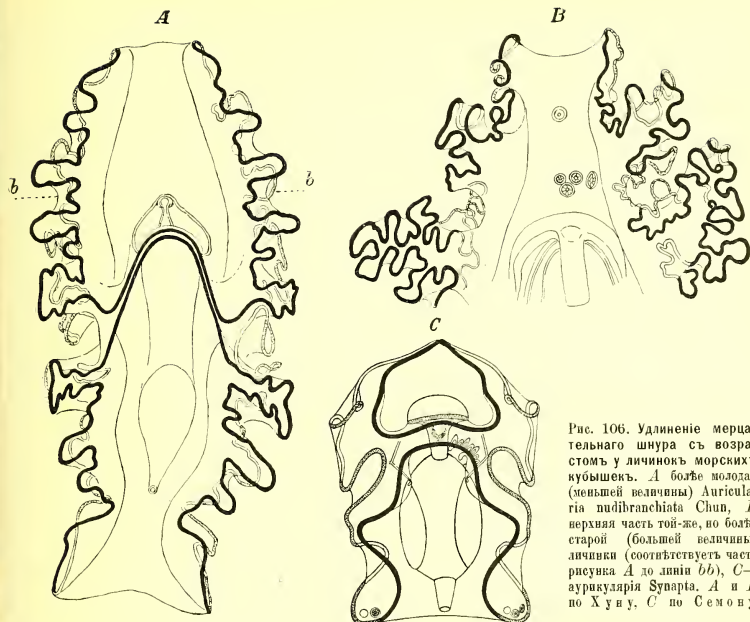 A
B
b
b
C
Рис. 106. Удлиненіе мерца
тельнаго шнура съ возра
стомъ у личинокъ морскихъ
кубышекъ. A болѣе молода
(меньшей величины) Auricula
ria nudibranchiata Chun,
верхняя часть той-же, но болѣ
старой (большей величины
личинки (соотвѣтствуетъ част
рисунка A до линіи bb), C—
аурикулярія Synapta. A и
по Хуну, C по Семону